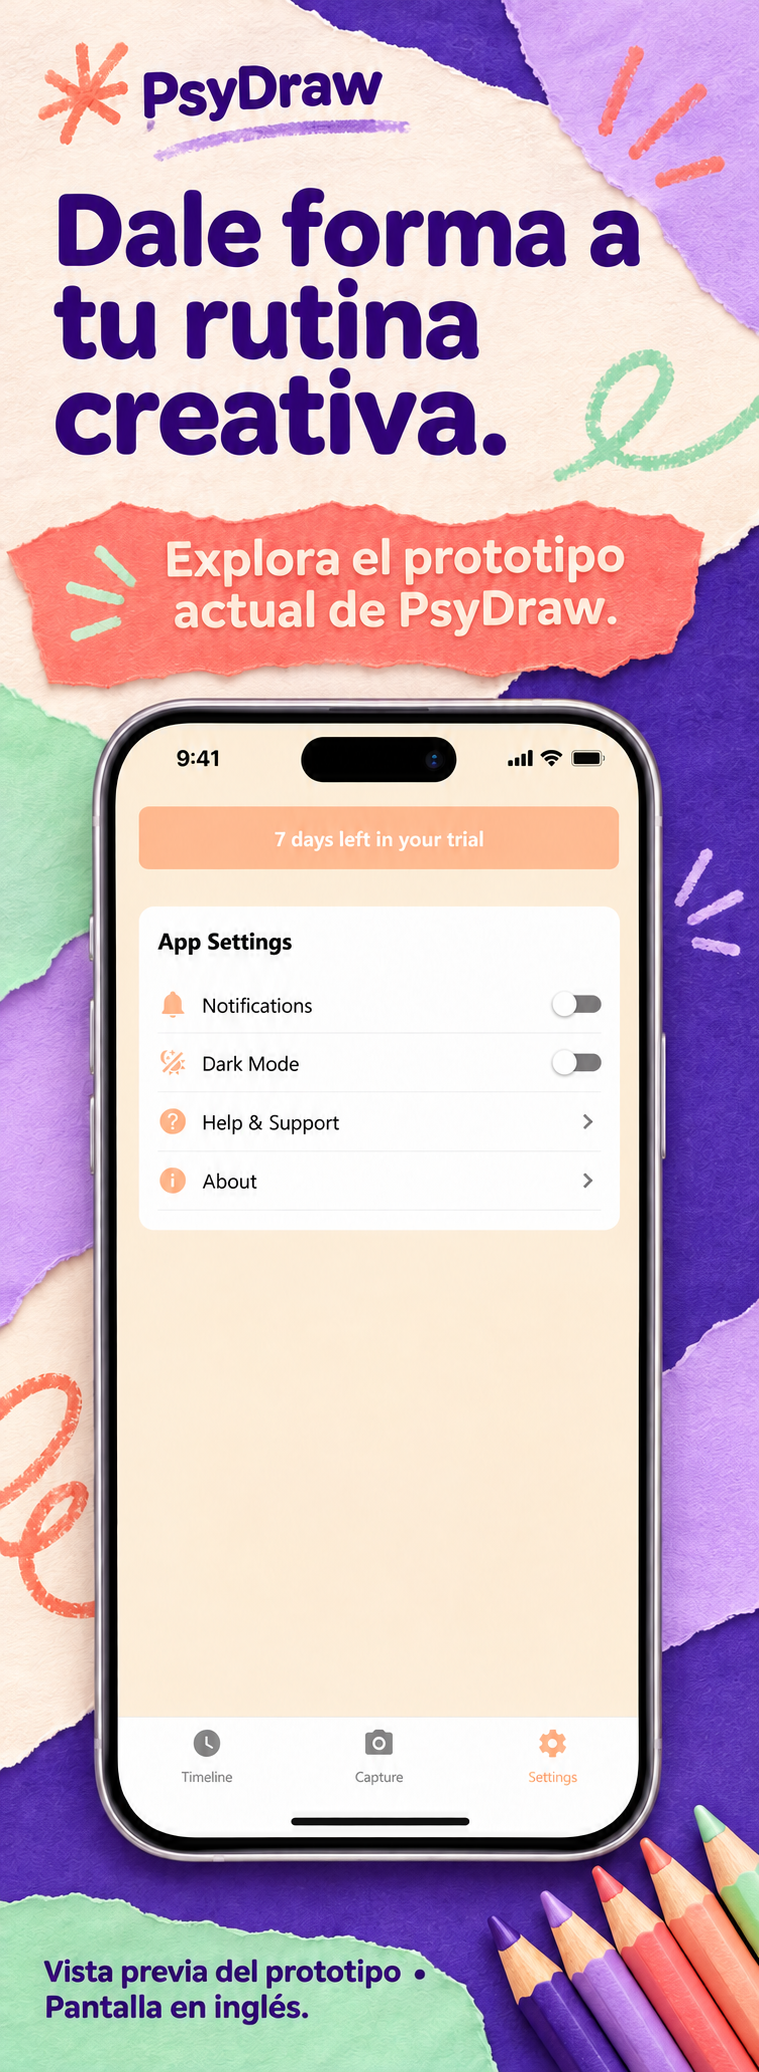 PsyDraw
Dale forma a
tu rutina
creativa.
Explora el prototipo
actual de PsyDraw.
9:41
7 days left in your trial
App Settings
Notifications
Dark Mode
Help & Support
About
Timeline
Capture
Settings
Vista previa del prototipo •
Pantalla en inglés.